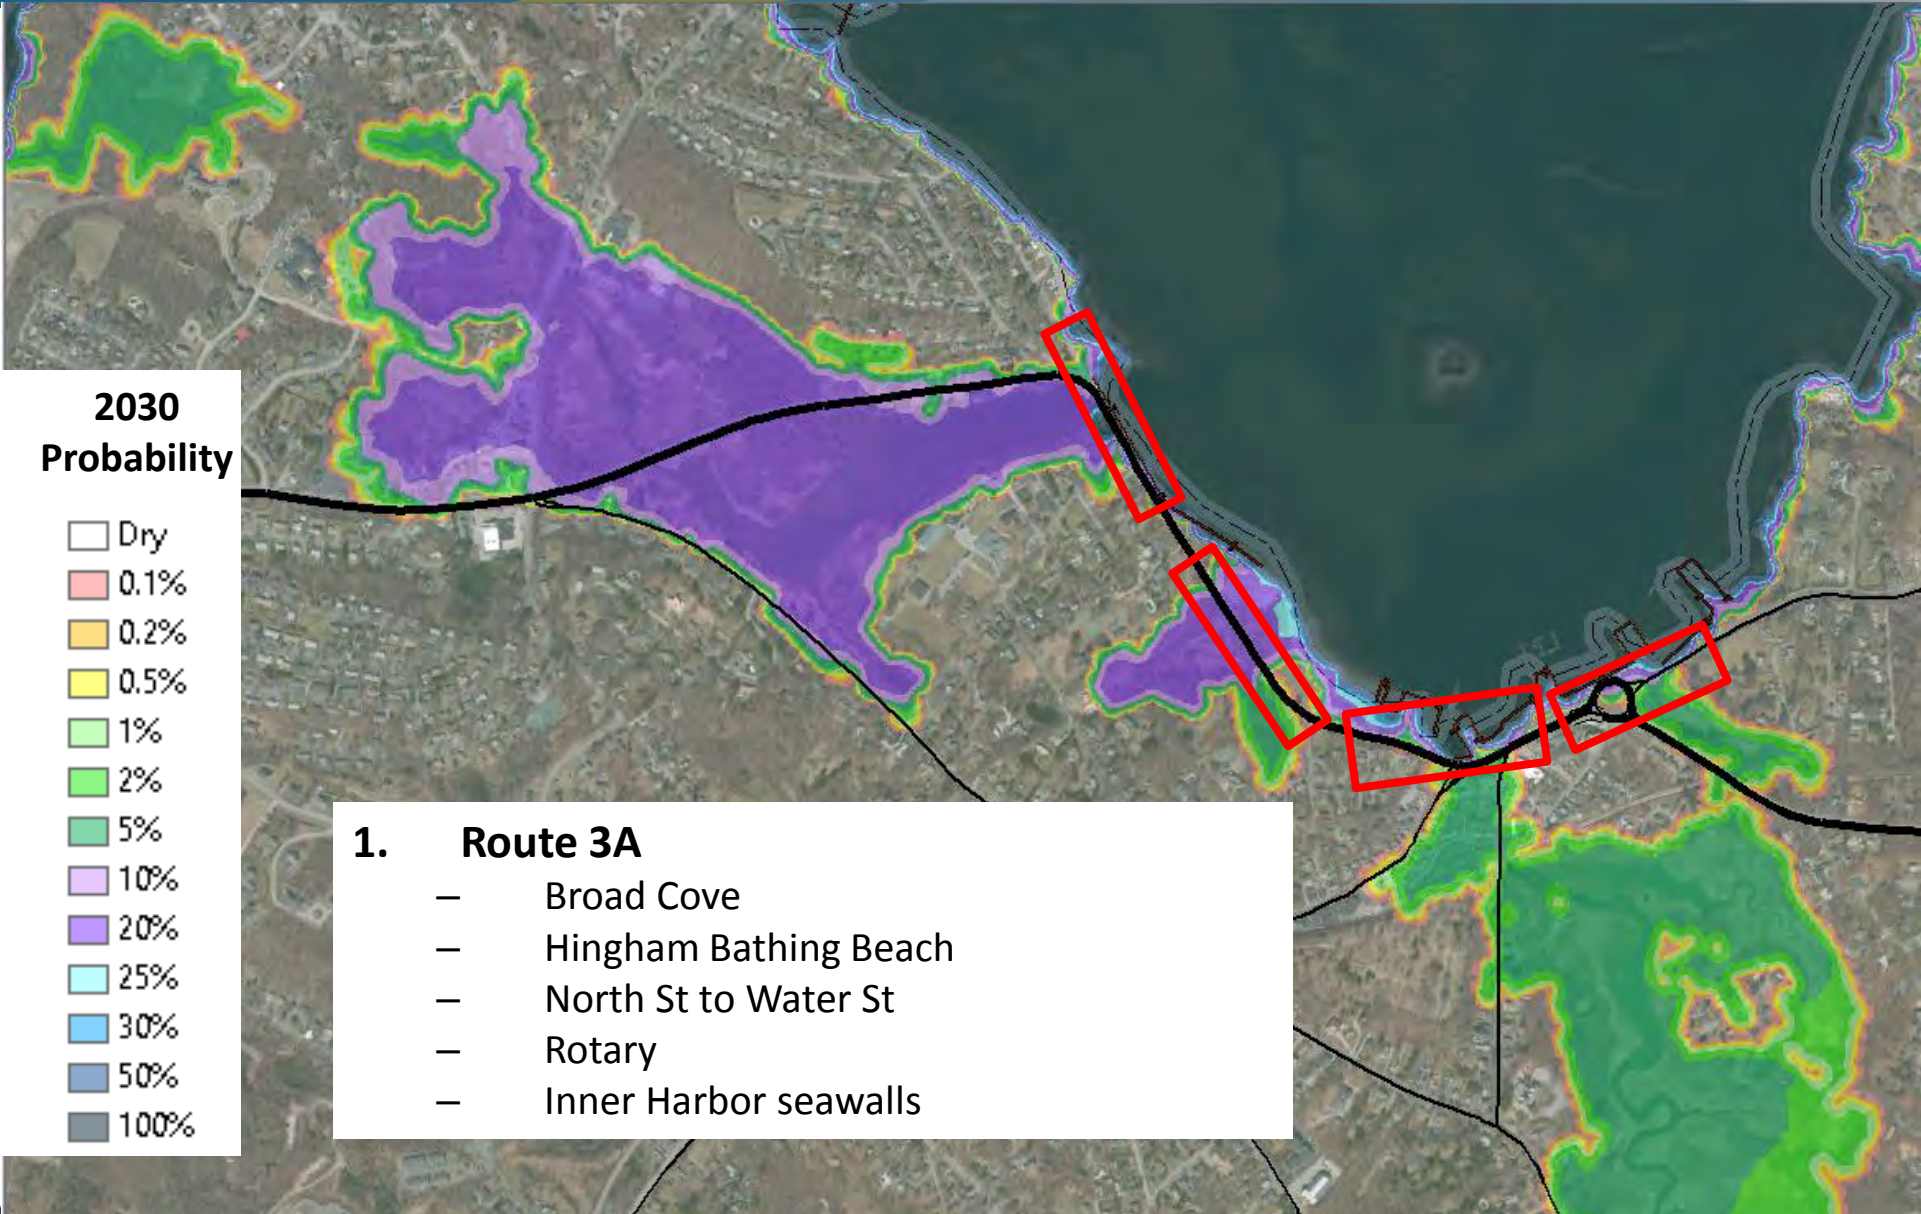 2030
Probability
Dry
0.1%
0.2%
0.5%
1%
2%
5%
10%
20%
25%
30%
50%
100%
1. Route 3A
– Broad Cove
– Hingham Bathing Beach
– North St to Water St
– Rotary
– Inner Harbor seawalls